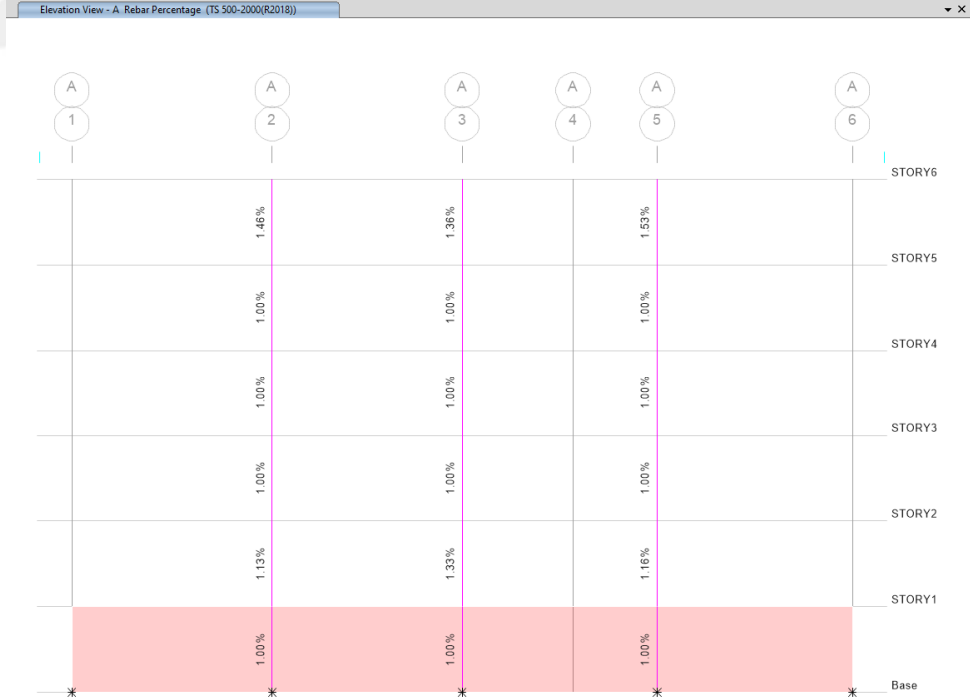 Elevation View - A Rebar Percentage (TS 500-2000(R2018))
A A A A A A
1 2 3 4 5 6
STORY6
1.46% 1.36% 1.53%
STORY5
1.00% 1.00% 1.00%
STORY4
1.00% 1.00% 1.00%
STORY3
1.00% 1.00% 1.00%
STORY2
1.13% 1.33% 1.16%
STORY1
1.00% 1.00% 1.00%
Base